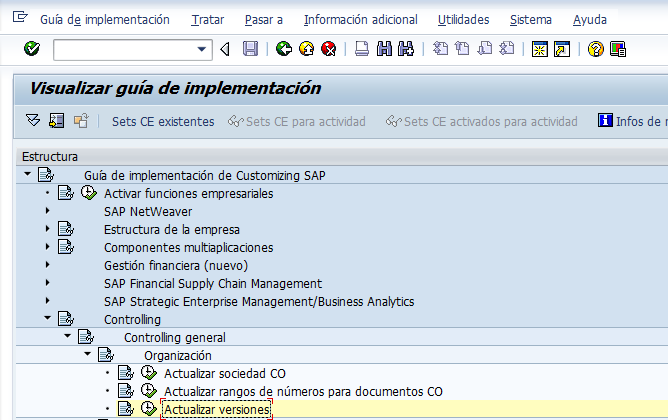 Guía de implementación Tratar Pasar a Información adicional Utilidades Sistema Ayuda
Visualizar guía de implementación
Sets CE existentes Sets CE para actividad Sets CE activados para actividad Infos de
Estructura
Guía de implementación de Customizing SAP
Activar funciones empresariales
SAP NetWeaver
Estructura de la empresa
Componentes multiaplicaciones
Gestión financiera (nuevo)
SAP Financial Supply Chain Management
SAP Strategic Enterprise Management/Business Analytics
Controlling
Controlling general
Organización
Actualizar sociedad CO
Actualizar rangos de números para documentos CO
Actualizar versiones